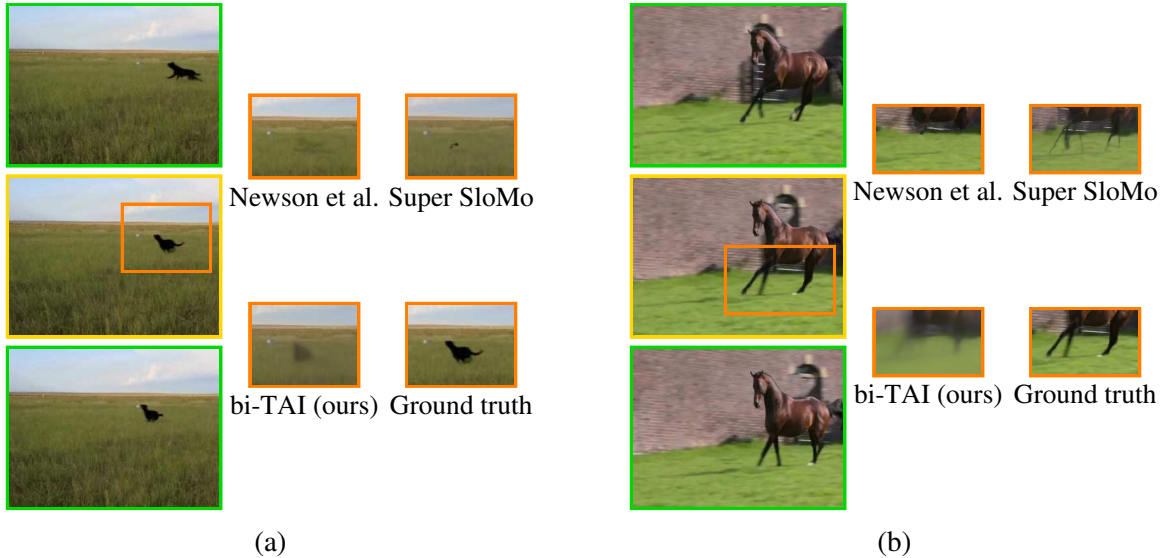 Newson et al. Super SloMo
bi-TAI (ours) Ground truth
(a)
Newson et al. Super SloMo
bi-TAI (ours) Ground truth
(b)